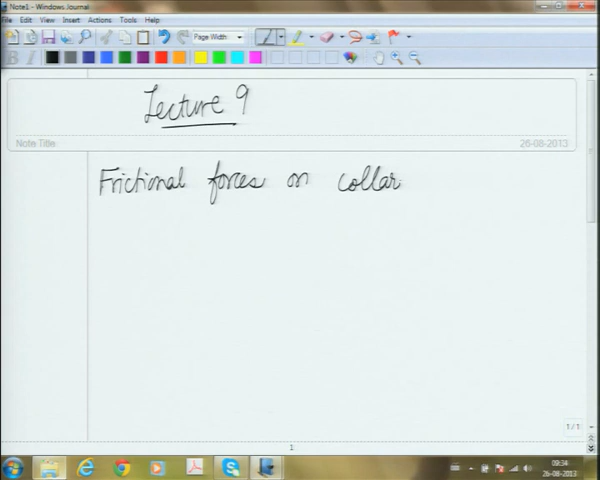 Note1 - Windows Journal
File Edit View Insert Actions Tools Help
Page Width
B I
Lecture 9
Note Title
26-08-2013
Frictional forces on collar
1/1
1
09:34
26-08-2013